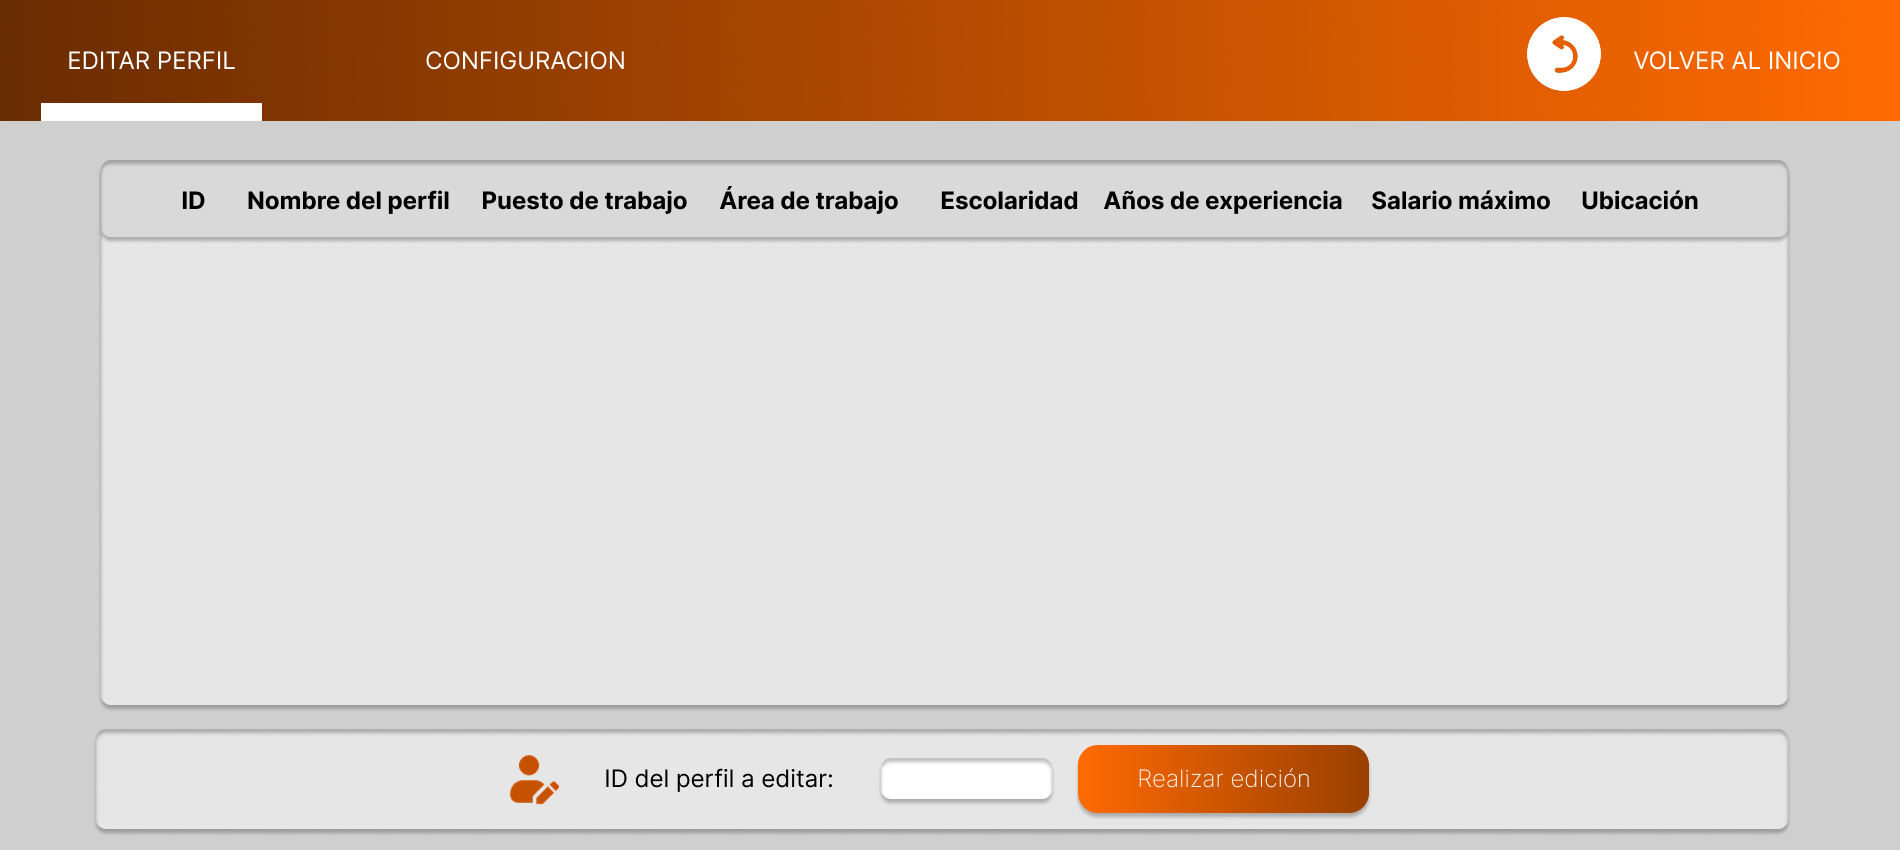 EDITAR PERFIL CONFIGURACION VOLVER AL INICIO
ID Nombre del perfil Puesto de trabajo Área de trabajo Escolaridad Años de experiencia Salario máximo Ubicación
ID del perfil a editar: Realizar edición